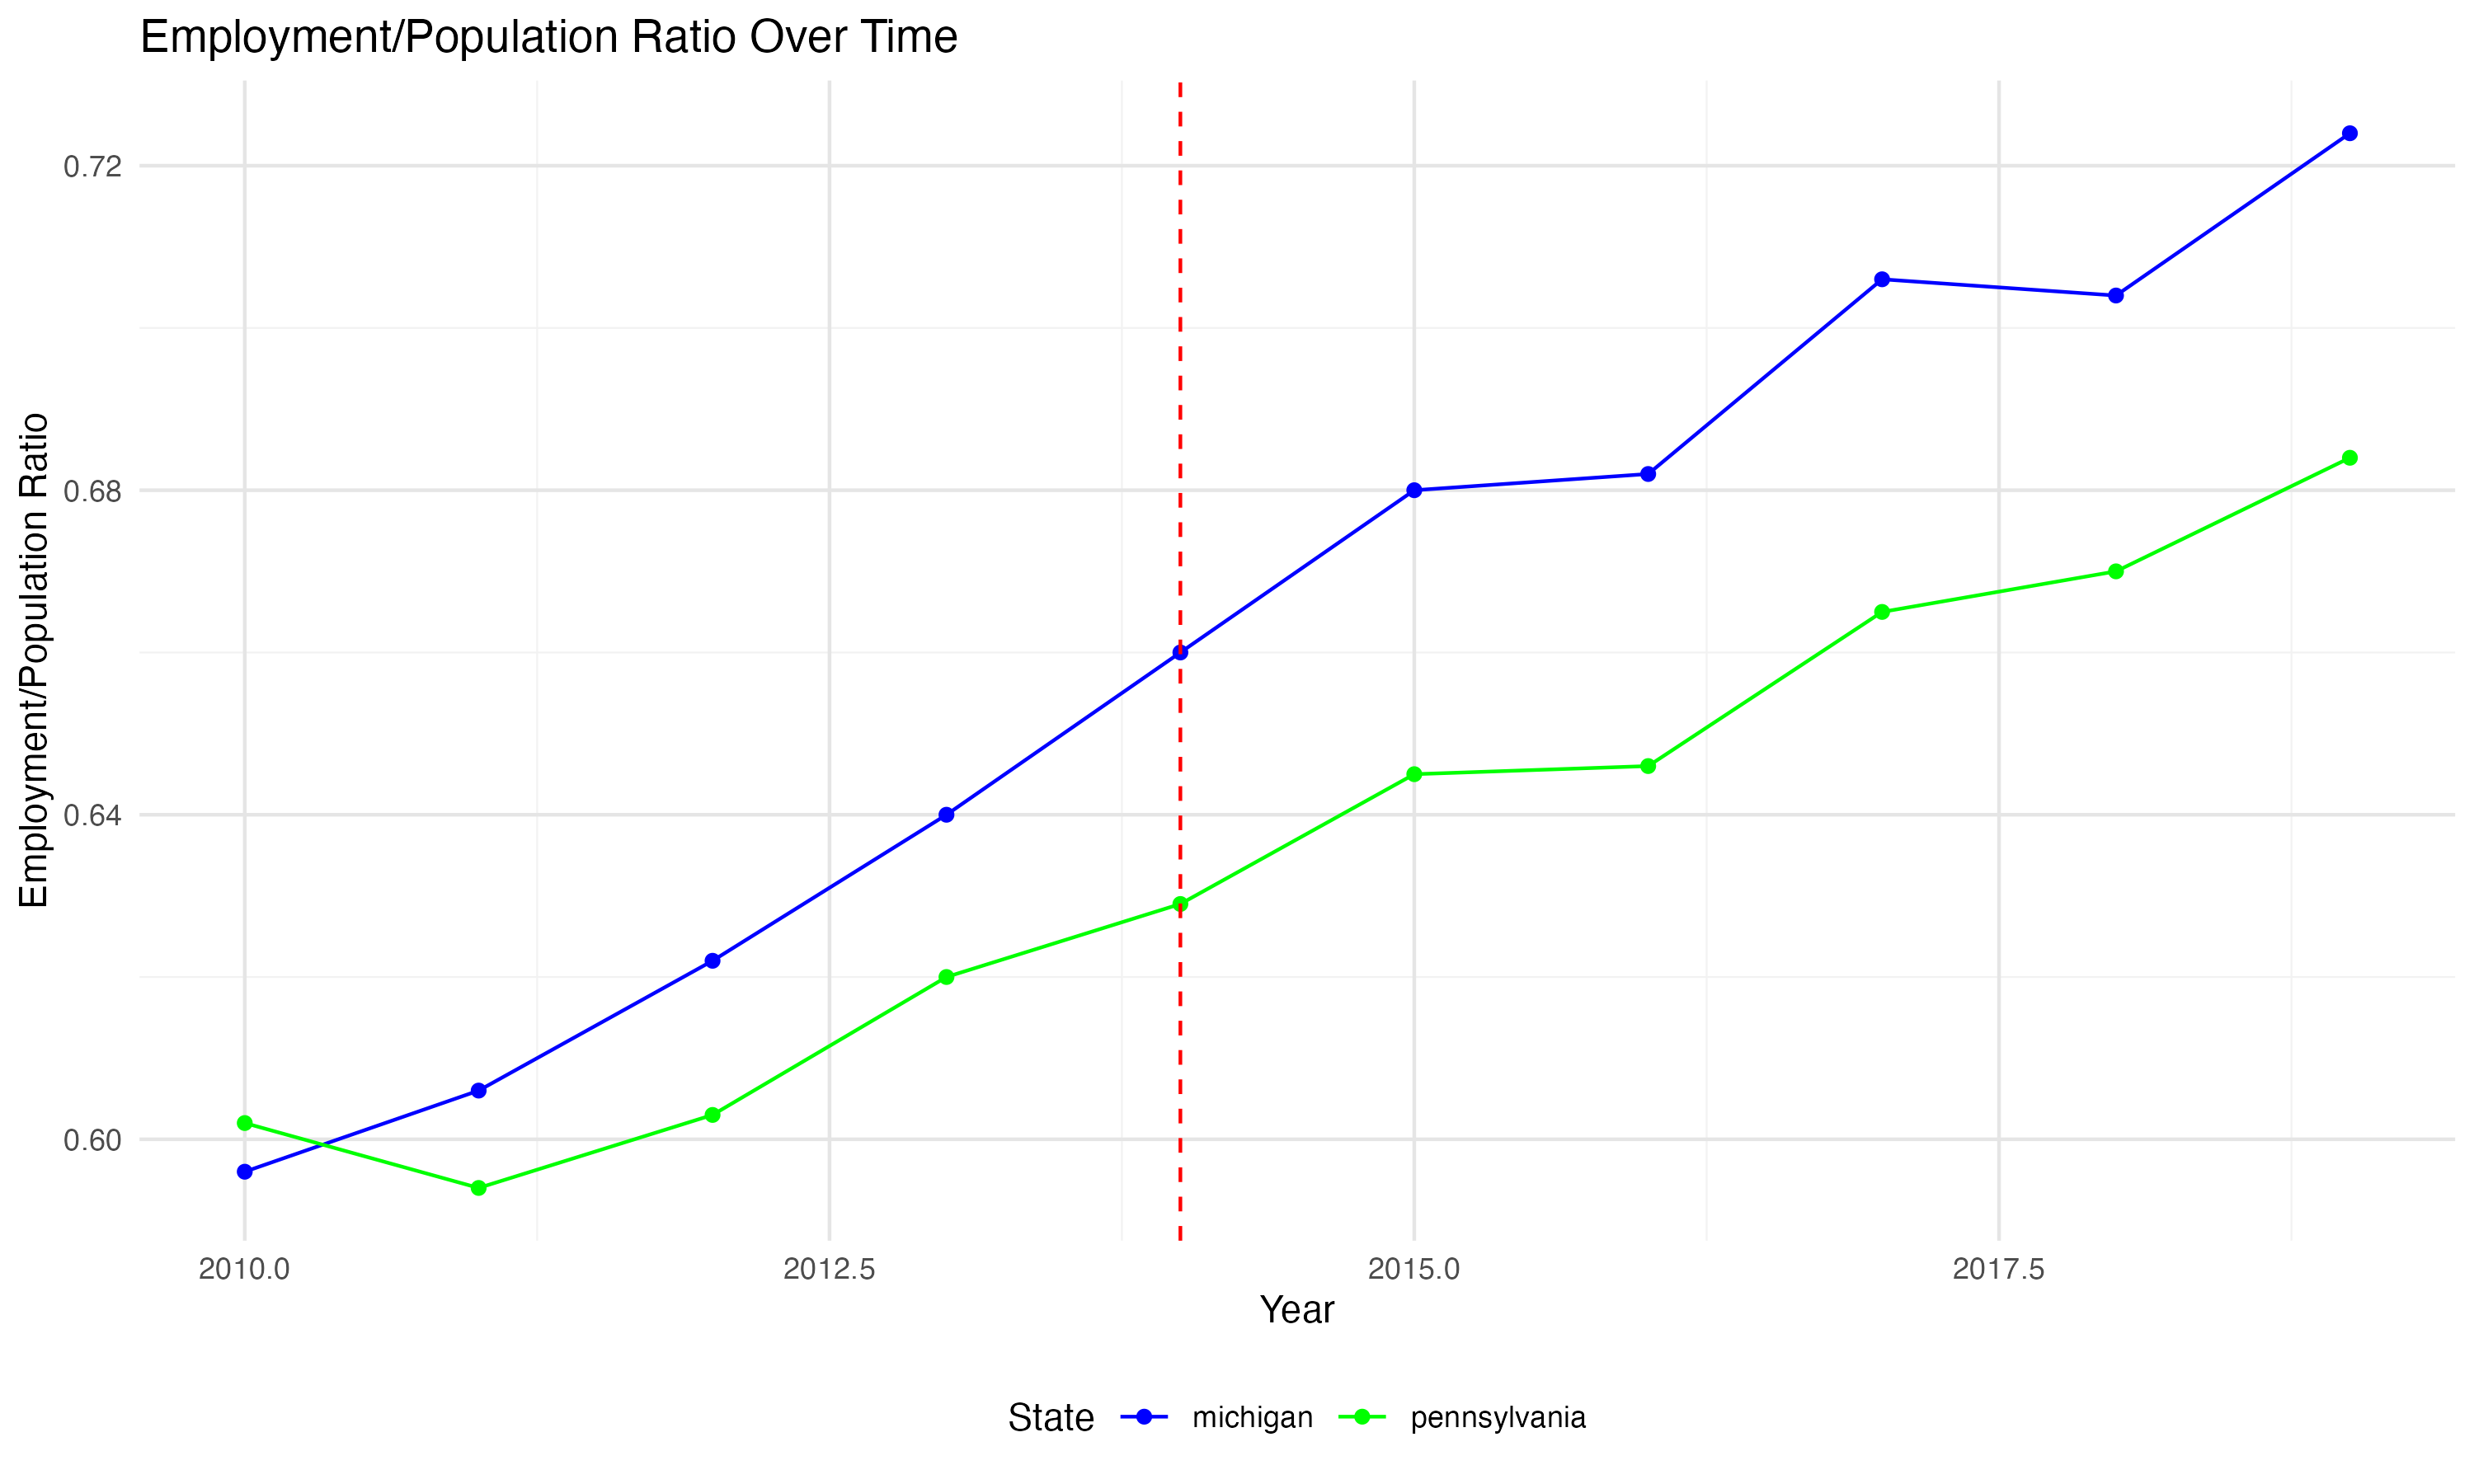 Employment/Population Ratio Over Time
Employment/Population Ratio
0.72
0.68
0.64
0.60
2010.0 2012.5 2015.0 2017.5
Year
State michigan pennsylvania